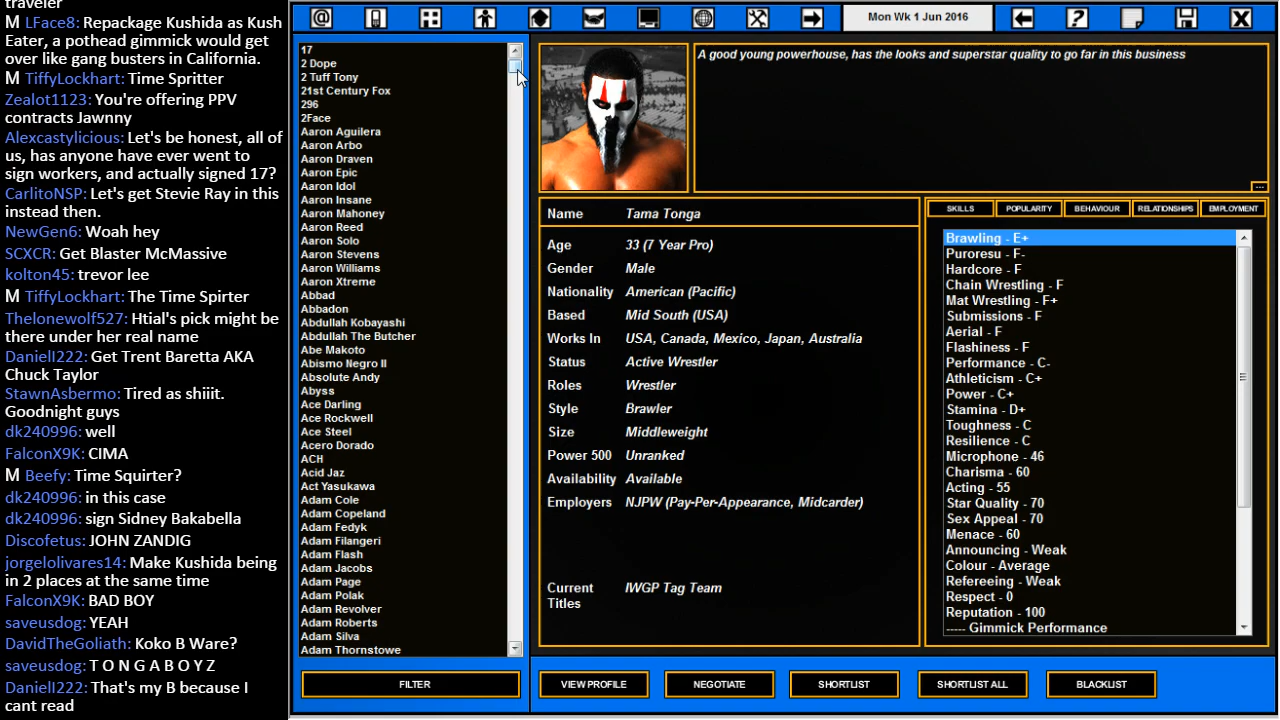 traveler
M LFace8: Repackage Kushida as Kush
Eater, a pothead gimmick would get
over like gang busters in California.
M TiffyLockhart: Time Spritter
Zealot1123: You're offering PPV
contracts Jawnny
Alexcastylicious: Let's be honest, all of
us, has anyone have ever went to
sign workers, and actually signed 17?
CarlitoNSP: Let's get Stevie Ray in this
instead then.
NewGen6: Woah hey
SCXCR: Get Blaster McMassive
kolton45: trevor lee
M TiffyLockhart: The Time Spirter
Thelonewolf527: Htial's pick might be
there under her real name
DanielI222: Get Trent Baretta AKA
Chuck Taylor
StawnAsbermo: Tired as shiiit.
Goodnight guys
dk240996: well
FalconX9K: CIMA
M Beefy: Time Squirter?
dk240996: in this case
dk240996: sign Sidney Bakabella
Discofetus: JOHN ZANDIG
jorgelolivares14: Make Kushida being
in 2 places at the same time
FalconX9K: BAD BOY
saveusdog: YEAH
DavidTheGoliath: Koko B Ware?
saveusdog: T O N G A B O Y Z
DanielI222: That's my B because I
cant read
Mon Wk 1 Jun 2016
17
2 Dope
2 Tuff Tony
21st Century Fox
296
2Face
Aaron Aguilera
Aaron Arbo
Aaron Draven
Aaron Epic
Aaron Idol
Aaron Insane
Aaron Mahoney
Aaron Reed
Aaron Solo
Aaron Stevens
Aaron Williams
Aaron Xtreme
Abbad
Abbadon
Abdullah Kobayashi
Abdullah The Butcher
Abe Makoto
Abismo Negro II
Absolute Andy
Abyss
Ace Darling
Ace Rockwell
Ace Steel
Acero Dorado
ACH
Acid Jaz
Act Yasukawa
Adam Cole
Adam Copeland
Adam Fedyk
Adam Filangeri
Adam Flash
Adam Jacobs
Adam Page
Adam Polak
Adam Revolver
Adam Roberts
Adam Silva
Adam Thornstowe
FILTER
A good young powerhouse, has the looks and superstar quality to go far in this business
...
Name Tama Tonga
Age 33 (7 Year Pro)
Gender Male
Nationality American (Pacific)
Based Mid South (USA)
Works In USA, Canada, Mexico, Japan, Australia
Status Active Wrestler
Roles Wrestler
Style Brawler
Size Middleweight
Power 500 Unranked
Availability Available
Employers NJPW (Pay-Per-Appearance, Midcarder)
Current Titles IWGP Tag Team
SKILLS POPULARITY BEHAVIOUR RELATIONSHIPS EMPLOYMENT
Brawling - E+
Puroresu - F-
Hardcore - F
Chain Wrestling - F
Mat Wrestling - F+
Submissions - F
Aerial - F
Flashiness - F
Performance - C-
Athleticism - C+
Power - C+
Stamina - D+
Toughness - C
Resilience - C
Microphone - 46
Charisma - 60
Acting - 55
Star Quality - 70
Sex Appeal - 70
Menace - 60
Announcing - Weak
Colour - Average
Refereeing - Weak
Respect - 0
Reputation - 100
----- Gimmick Performance
VIEW PROFILE NEGOTIATE SHORTLIST SHORTLIST ALL BLACKLIST